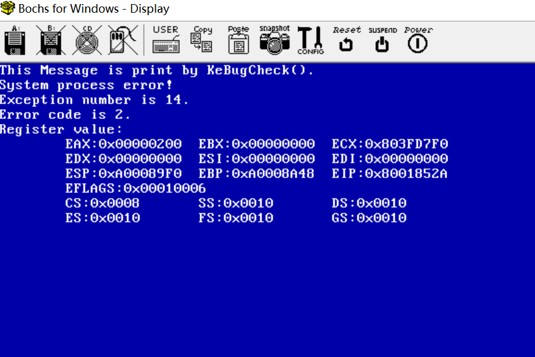 Bochs for Windows - Display
A: B: CD USER Copy Paste snapshot CONFIG Reset SUSPEND Power
This Message is print by KeBugCheck().
System process error!
Exception number is 14.
Error code is 2.
Register value:
EAX:0x00000200 EBX:0x00000000 ECX:0x803FD7F0
EDX:0x00000000 ESI:0x00000000 EDI:0x00000000
ESP:0xA00089F0 EBP:0xA0008A48 EIP:0x8001852A
EFLAGS:0x00010006
CS:0x0008 SS:0x0010 DS:0x0010
ES:0x0010 FS:0x0010 GS:0x0010